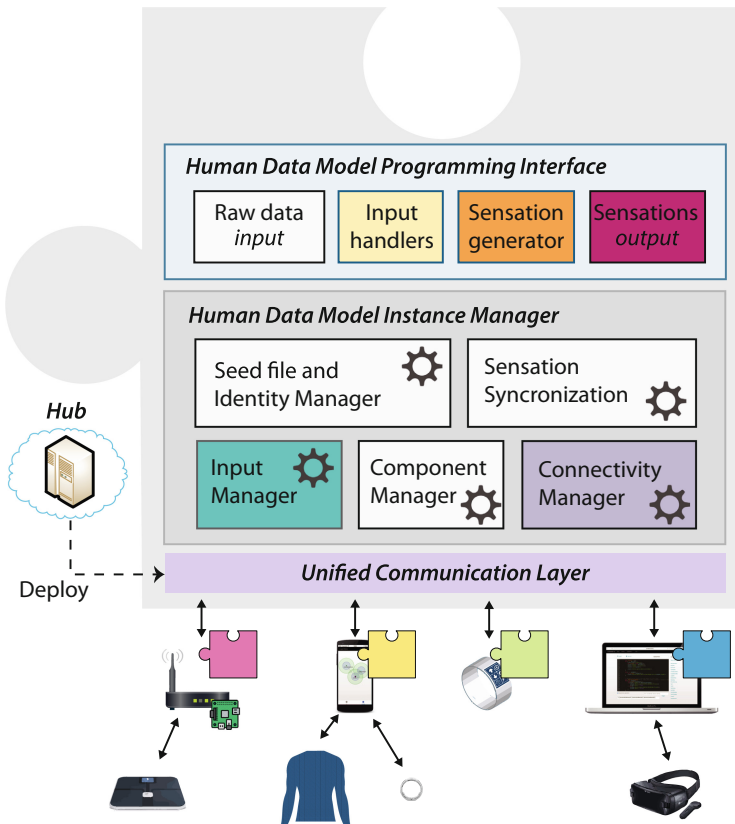 Human Data Model Programming Interface
Raw data
input
Input
handlers
Sensation
generator
Sensations
output
Human Data Model Instance Manager
Seed file and
Identity Manager
Sensation
Syncronization
Hub
Input
Manager
Component
Manager
Connectivity
Manager
Unified Communication Layer
Deploy